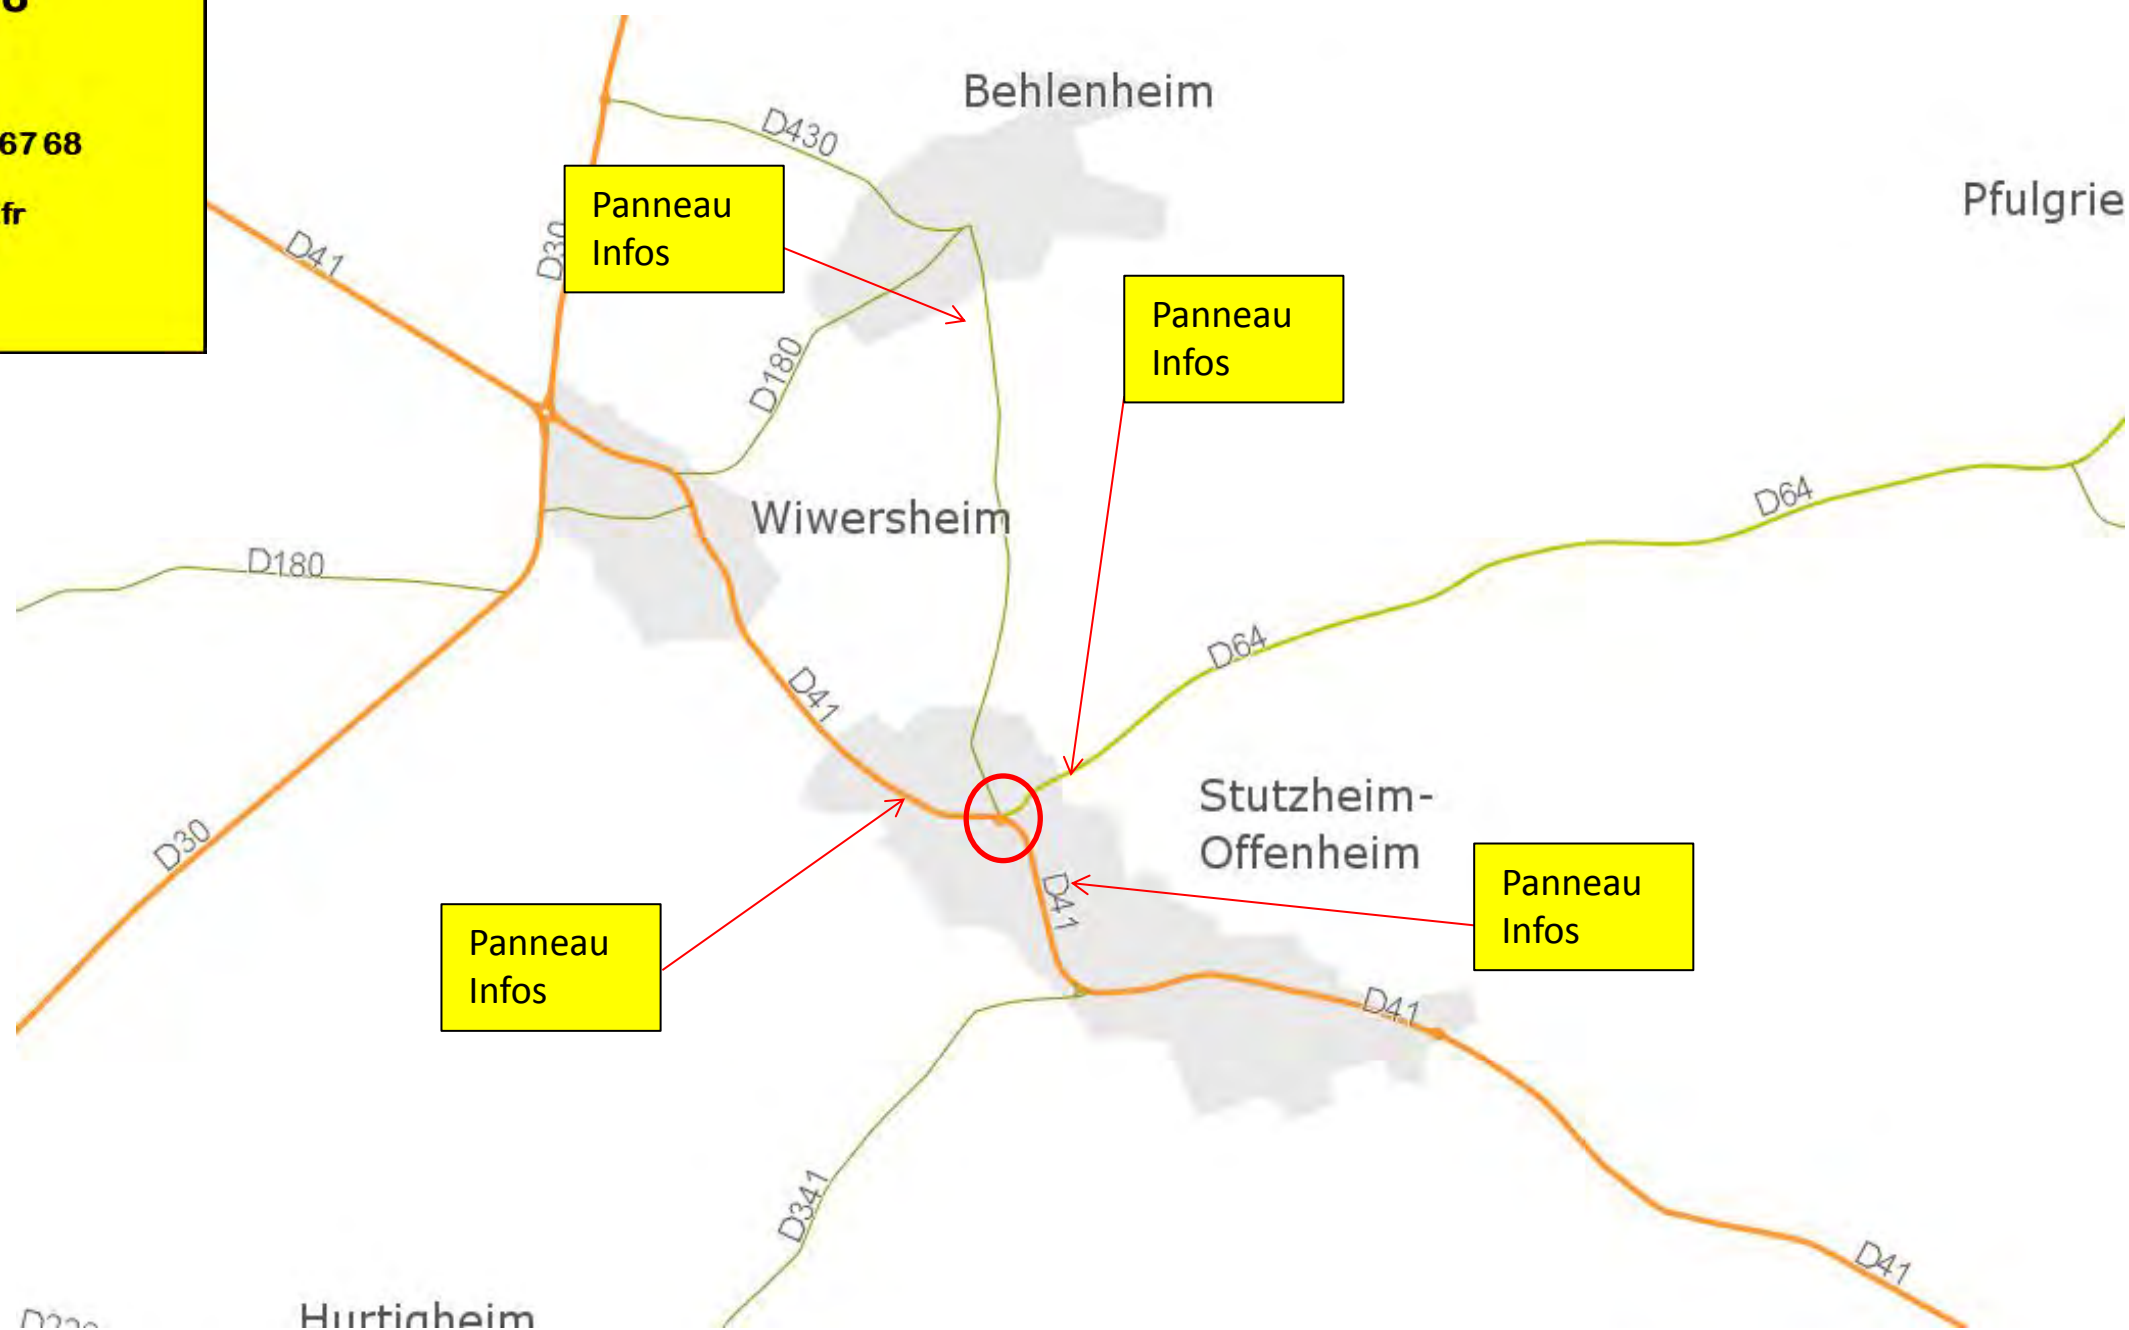 67 68
fr
Behlenheim
D430
Pfulgrie
Panneau
Infos
D41
D30
Panneau
Infos
D180
D64
Wiwersheim
D180
D64
D41
Stutzheim-
Offenheim
D30
D41
Panneau
Infos
Panneau
Infos
D41
D341
D41
Hurtigheim